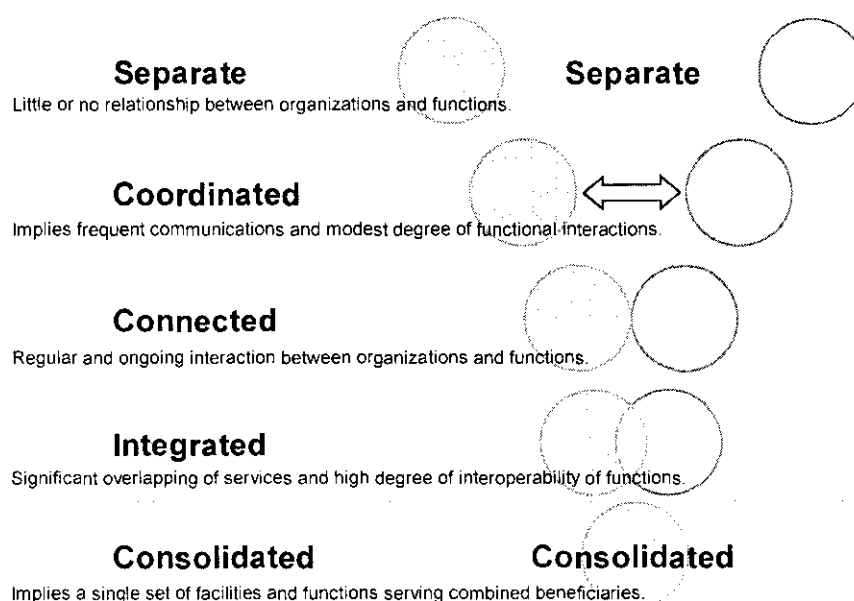 Separate Separate
Little or no relationship between organizations and functions.
Coordinated
Implies frequent communications and modest degree of functional interactions.
Connected
Regular and ongoing interaction between organizations and functions.
Integrated
Significant overlapping of services and high degree of interoperability of functions.
Consolidated Consolidated
Implies a single set of facilities and functions serving combined beneficiaries.